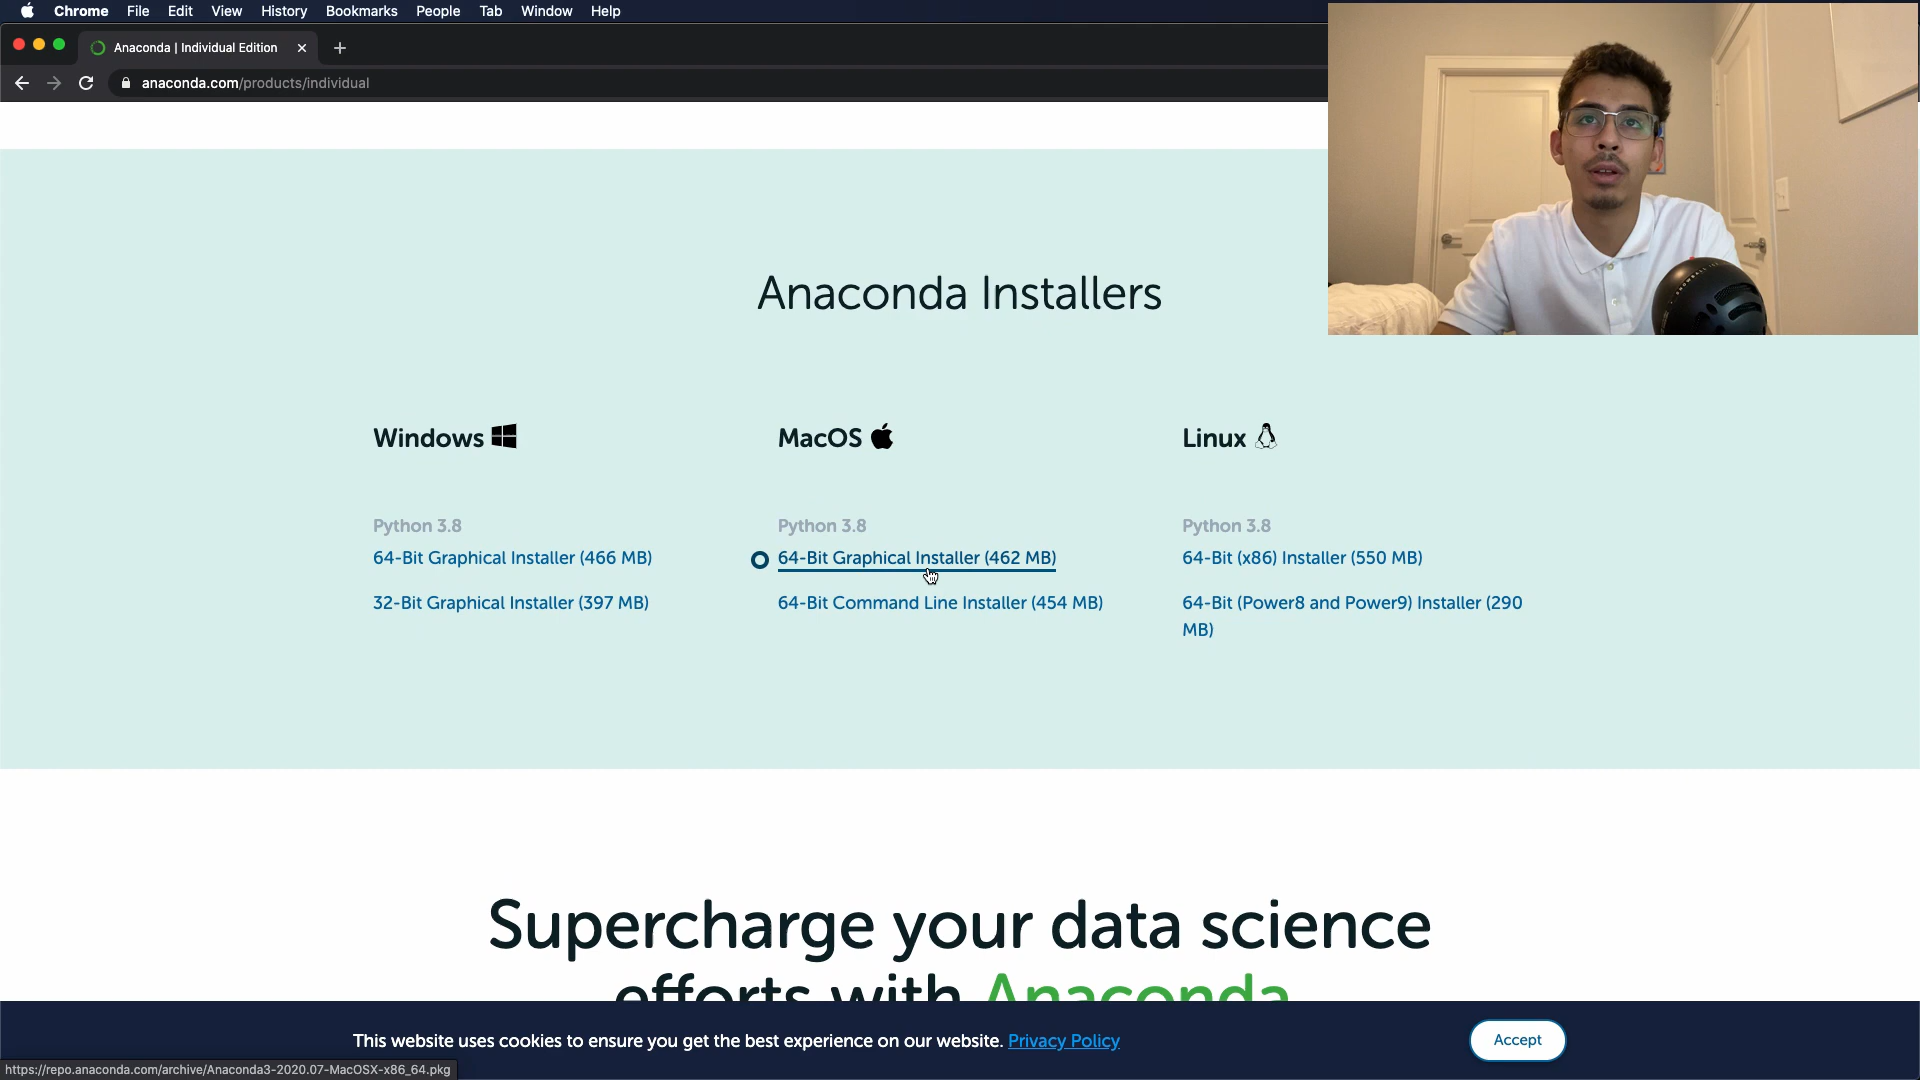 Chrome File Edit View History Bookmarks People Tab Window Help
Anaconda | Individual Edition
anaconda.com/products/individual
Anaconda Installers
Windows
MacOS
Linux
Python 3.8
Python 3.8
Python 3.8
64-Bit Graphical Installer (466 MB)
64-Bit Graphical Installer (462 MB)
64-Bit (x86) Installer (550 MB)
32-Bit Graphical Installer (397 MB)
64-Bit Command Line Installer (454 MB)
64-Bit (Power8 and Power9) Installer (290
MB)
Supercharge your data science
efforts with Anaconda
This website uses cookies to ensure you get the best experience on our website. Privacy Policy
Accept
https://repo.anaconda.com/archive/Anaconda3-2020.07-MacOSX-x86_64.pkg